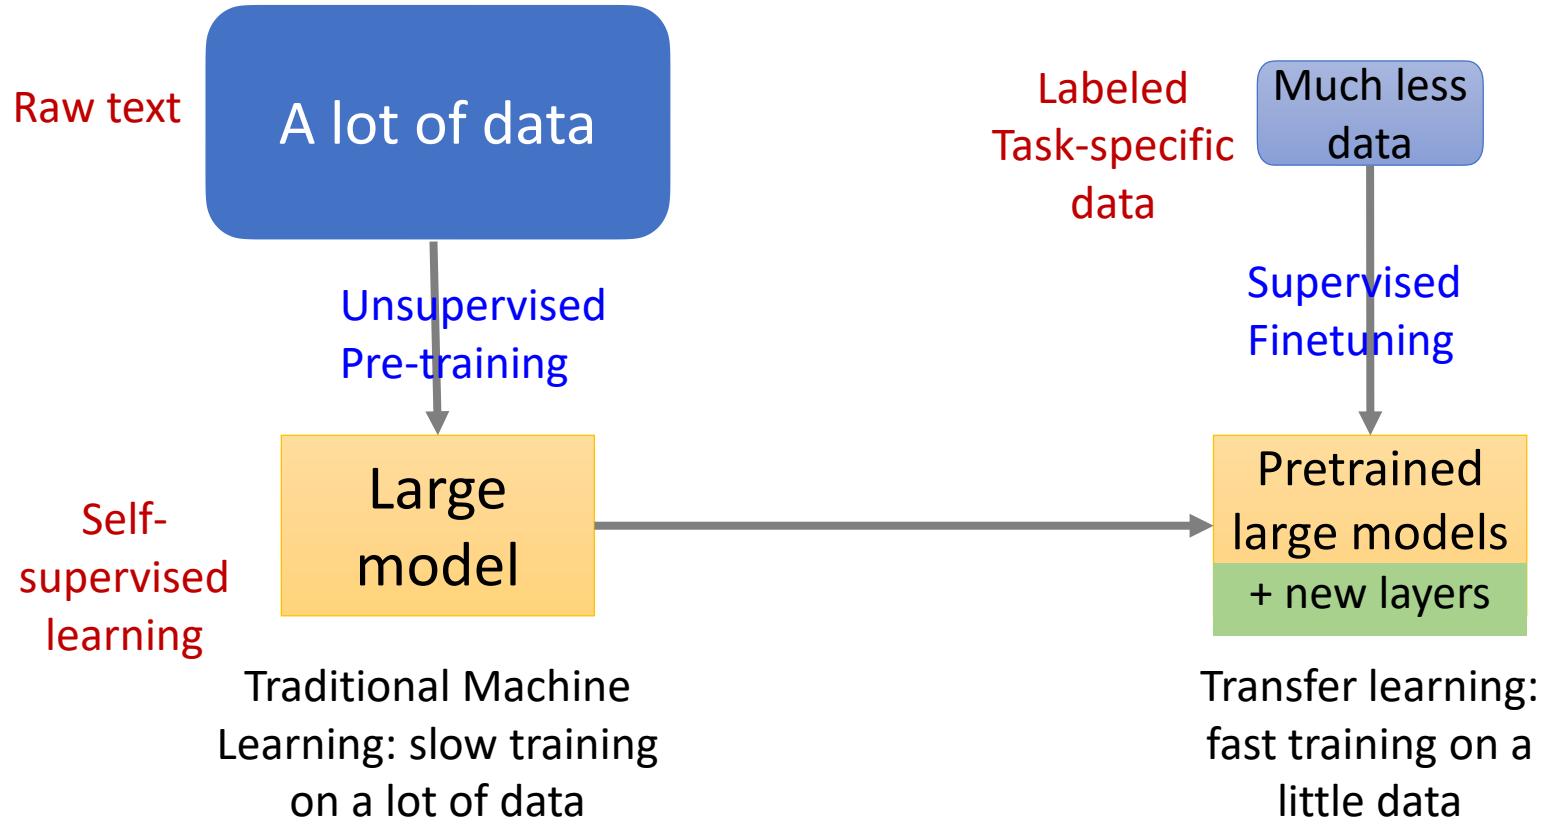 Raw text
A lot of data
Unsupervised
Pre-training
Self-
supervised
learning
Large
model
Traditional Machine
Learning: slow training
on a lot of data
Labeled
Task-specific
data
Much less
data
Supervised
Finetuning
Pretrained
large models
+ new layers
Transfer learning:
fast training on a
little data